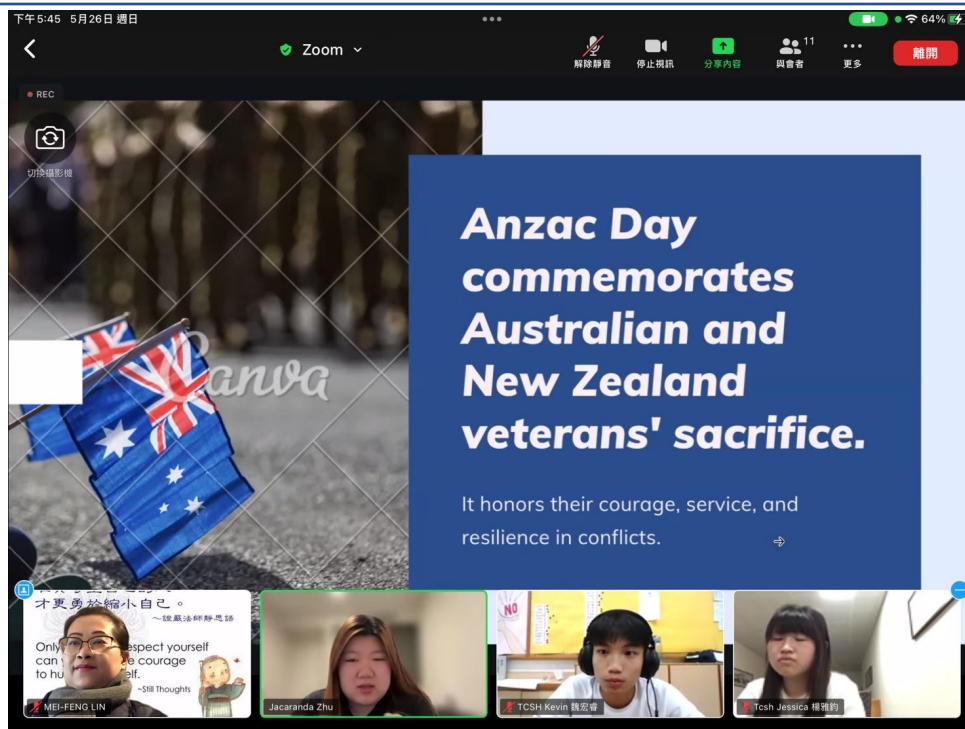 下午5:45 5月26日 週日
64%
Zoom
解除靜音
停止視訊
分享內容
11
與會者
更多
離開
REC
切換攝影機
Canva
Anzac Day
commemorates
Australian and
New Zealand
veterans' sacrifice.
It honors their courage, service, and
resilience in conflicts.
才更勇於縮小自己。
~證嚴法師靜思語
Only
espect yourself
can
e courage
to hu
elf.
~Still Thoughts
MEI-FENG LIN
Jacaranda Zhu
NO
TCSH Kevin 魏宏睿
Tcsh Jessica 楊雅鈞